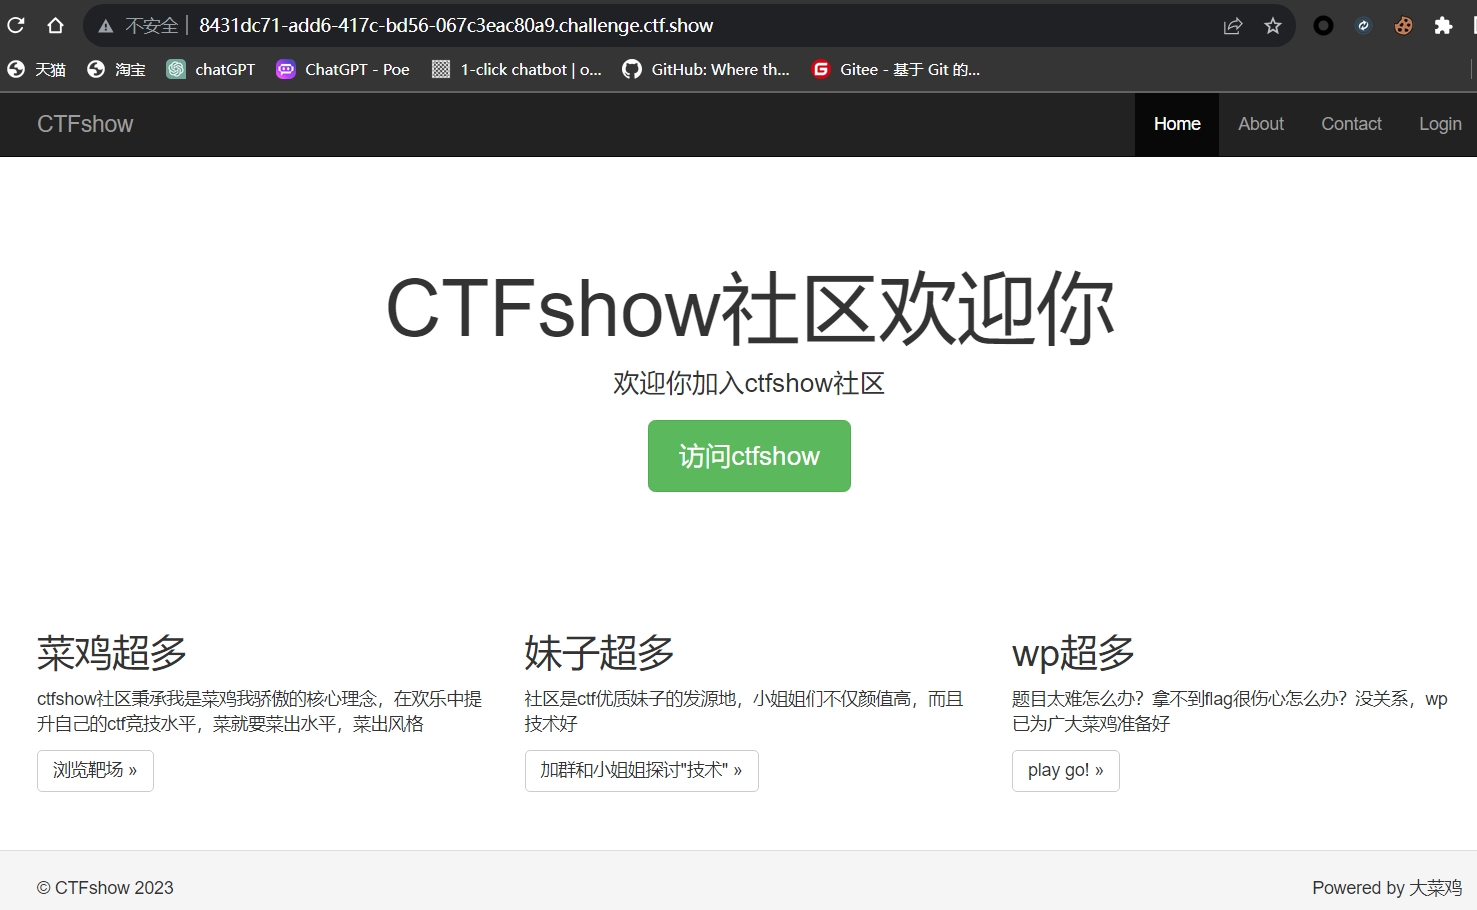 不安全 | 8431dc71-add6-417c-bd56-067c3eac80a9.challenge.ctf.show
天猫 淘宝 chatGPT ChatGPT - Poe 1-click chatbot | o... GitHub: Where th... Gitee - 基于 Git 的...
CTFshow Home About Contact Login
CTFshow社区欢迎你
欢迎你加入ctfshow社区
访问ctfshow
菜鸡超多
ctfshow社区秉承我是菜鸡我骄傲的核心理念，在欢乐中提
升自己的ctf竞技水平，菜就要菜出水平，菜出风格
浏览靶场 »
妹子超多
社区是ctf优质妹子的发源地，小姐姐们不仅颜值高，而且
技术好
加群和小姐姐探讨"技术" »
wp超多
题目太难怎么办？拿不到flag很伤心怎么办？没关系，wp
已为广大菜鸡准备好
play go! »
© CTFshow 2023
Powered by 大菜鸡